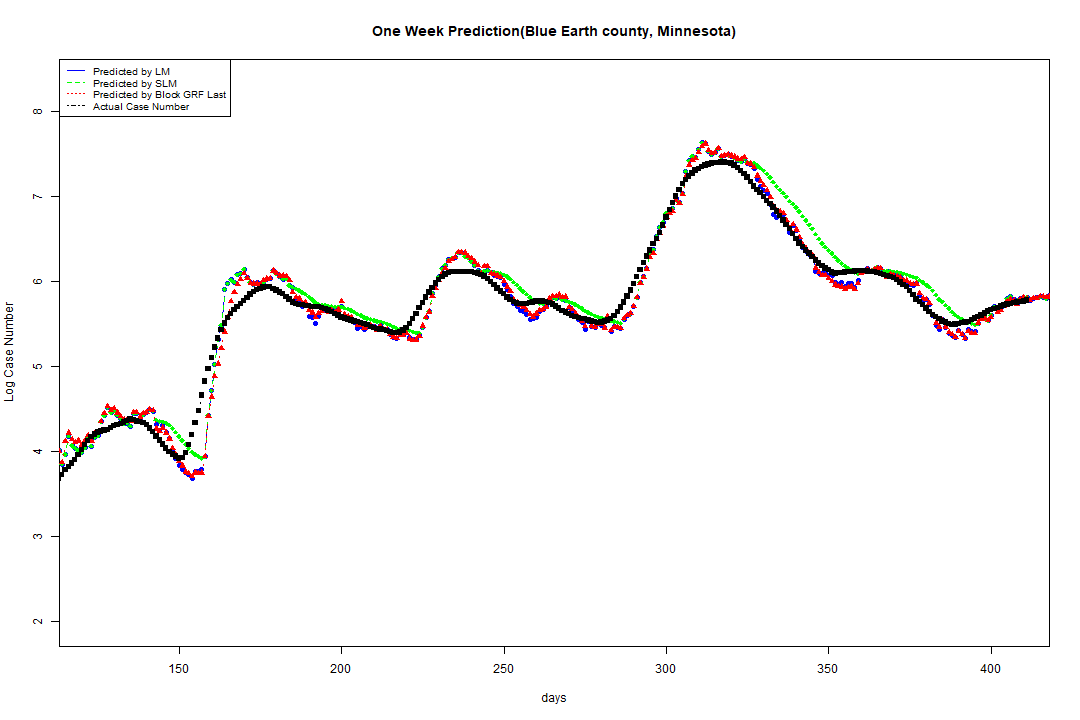 One Week Prediction(Blue Earth county, Minnesota)
Predicted by LM
Predicted by SLM
Predicted by Block GRF Last
Actual Case Number
8
7
6
5
4
3
2
Log Case Number
150 200 250 300 350 400
days